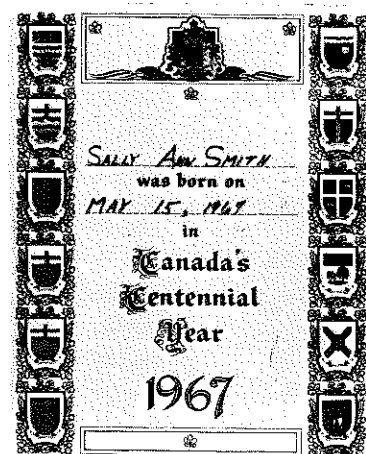 SALLY ANN SMITH
was born on
MAY 15, 1967
in
Canada's
Centennial
Year
1967